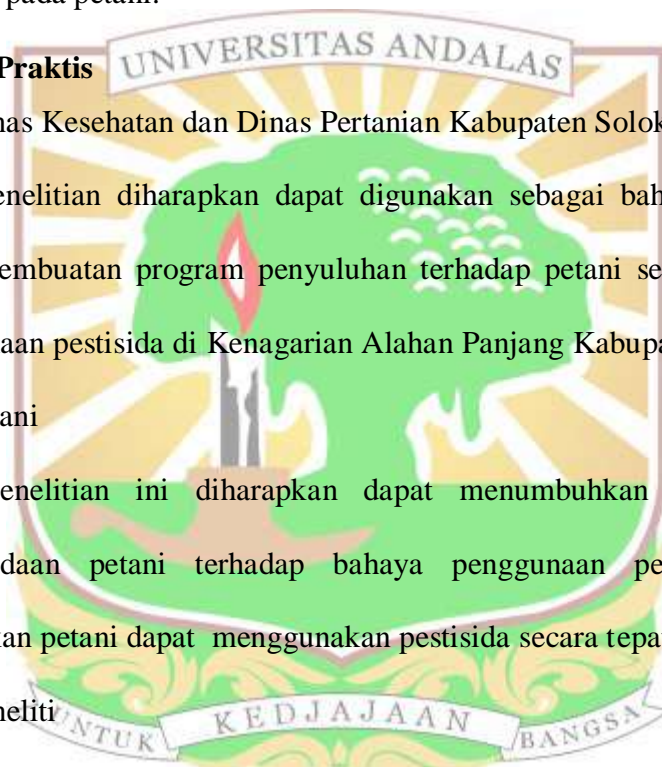 pada petani.
UNIVERSITAS ANDALAS
Praktis
nas Kesehatan dan Dinas Pertanian Kabupaten Solok
enelitian diharapkan dapat digunakan sebagai bah
embuatan program penyuluhan terhadap petani se
aan pestisida di Kenagarian Alahan Panjang Kabupa
ani
enelitian ini diharapkan dapat menumbuhkan
daan petani terhadap bahaya penggunaan pe
kan petani dapat menggunakan pestisida secara tepa
neliti
UNTUK KEDJAJAAN BANGSA